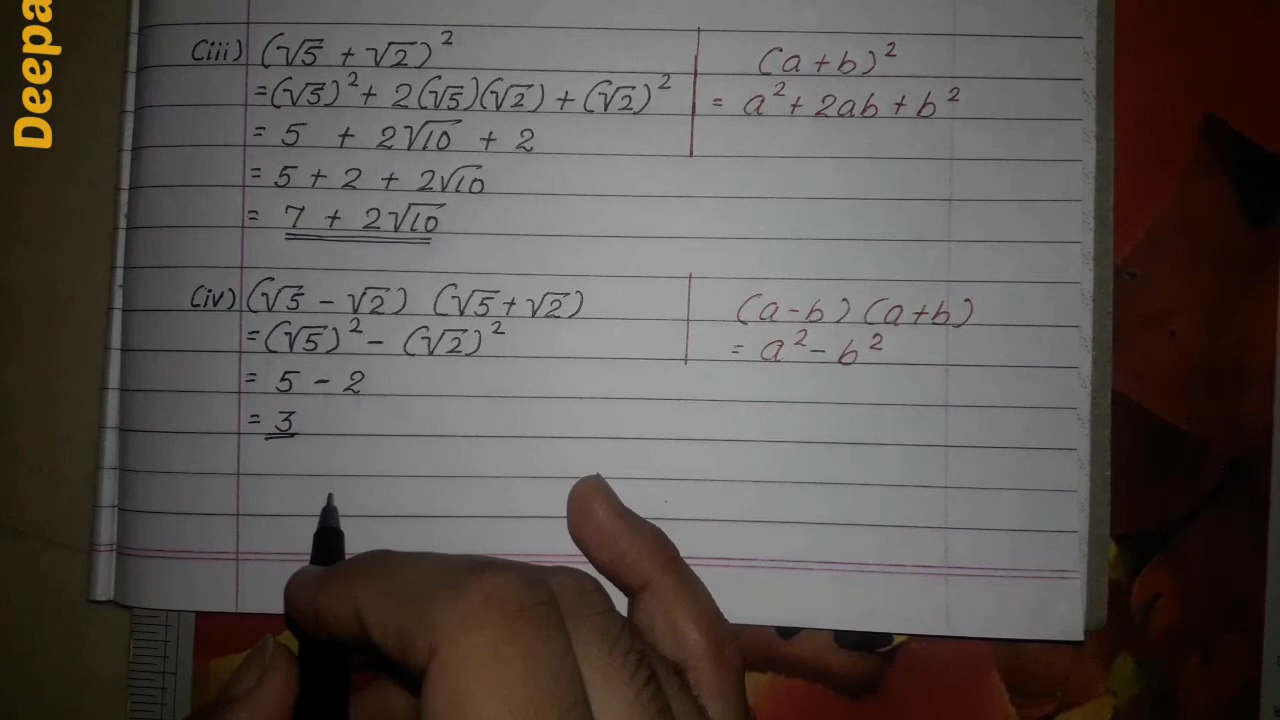 Deepa
(iii) (√5 + √2)²
= (√5)² + 2(√5)(√2) + (√2)²
= 5 + 2√10 + 2
= 5 + 2 + 2√10
= 7 + 2√10
(a+b)²
= a² + 2ab + b²
(iv) (√5 - √2) (√5 + √2)
= (√5)² - (√2)²
= 5 - 2
= 3
(a-b) (a+b)
= a² - b²